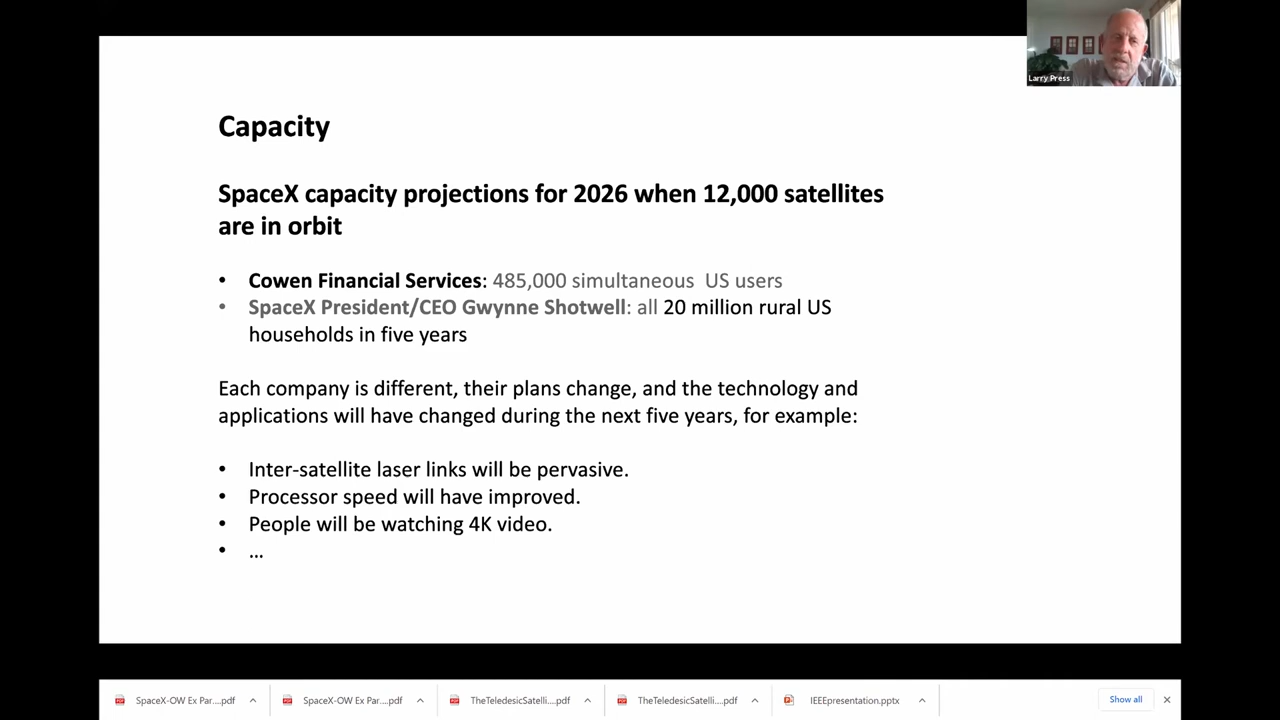 Larry Press
Capacity
SpaceX capacity projections for 2026 when 12,000 satellites
are in orbit
• Cowen Financial Services: 485,000 simultaneous  US users
• SpaceX President/CEO Gwynne Shotwell: all 20 million rural US
households in five years
Each company is different, their plans change, and the technology and
applications will have changed during the next five years, for example:
• Inter-satellite laser links will be pervasive.
• Processor speed will have improved.
• People will be watching 4K video.
• ...
SpaceX-OW Ex Par....pdf
SpaceX-OW Ex Par....pdf
TheTeledesicSatelli....pdf
TheTeledesicSatelli....pdf
IEEEpresentation.pptx
Show all